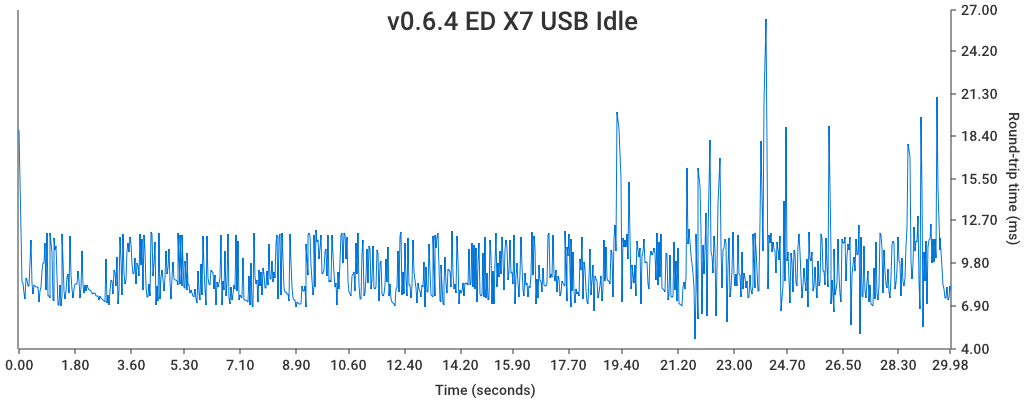 v0.6.4 ED X7 USB Idle
27.00
24.20
21.30
18.40
15.50
12.70
9.80
6.90
4.00
Round-trip time (ms)
0.00 1.80 3.60 5.30 7.10 8.90 10.60 12.40 14.20 15.90 17.70 19.40 21.20 23.00 24.70 26.50 28.30 29.98
Time (seconds)